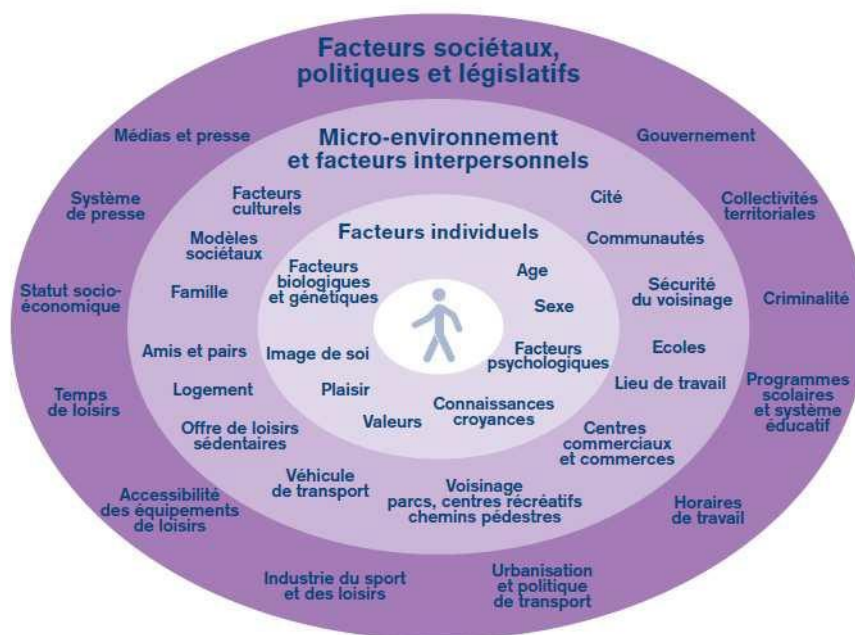 Facteurs sociétaux,
politiques et législatifs
Médias et presse
Gouvernement
Système
de presse
Collectivités
territoriales
Statut socio-
économique
Criminalité
Temps
de loisirs
Programmes
scolaires
et système
éducatif
Accessibilité
des équipements
de loisirs
Horaires
de travail
Industrie du sport
et des loisirs
Urbanisation
et politique
de transport
Micro-environnement
et facteurs interpersonnels
Facteurs
culturels
Cité
Modèles
sociétaux
Communautés
Famille
Sécurité
du voisinage
Amis et pairs
Ecoles
Logement
Lieu de travail
Offre de loisirs
sédentaires
Centres
commerciaux
et commerces
Véhicule
de transport
Voisinage
parcs, centres récréatifs
chemins pédestres
Facteurs individuels
Facteurs
biologiques
et génétiques
Age
Sexe
Image de soi
Facteurs
psychologiques
Plaisir
Connaissances
croyances
Valeurs